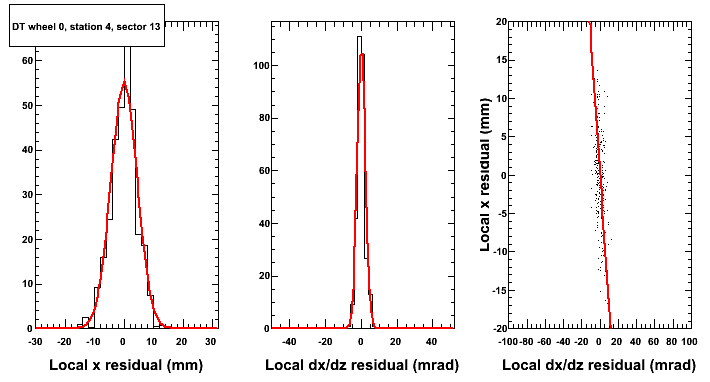 DT wheel 0, station 4, sector 13
60
50
40
30
20
10
0
-30 -20 -10 0 10 20 30
Local x residual (mm)
100
80
60
40
20
0
-40 -20 0 20 40
Local dx/dz residual (mrad)
Local x residual (mm)
20
15
10
5
0
-5
-10
-15
-20
-100 -80 -60 -40 -20 0 20 40 60 80 100
Local dx/dz residual (mrad)